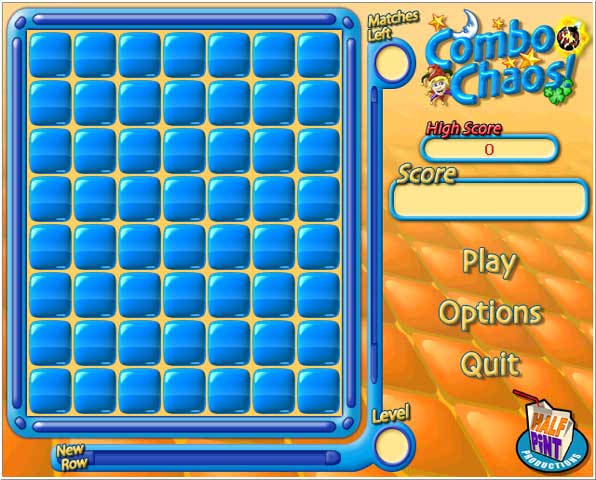 Matches
Left
Combo
Chaos!
High Score
0
Score
Play
Options
Quit
Level
New
Row
HALF
PINT
PRODUCTIONS